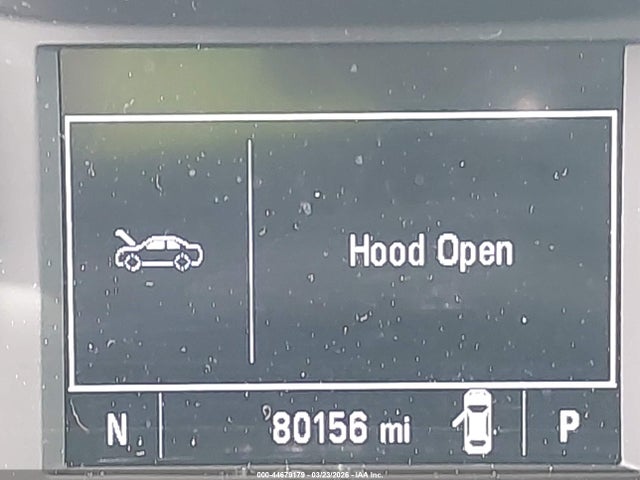 Hood Open
N 80156 mi P
000-44679179 - 03/23/2026 - IAA Inc.